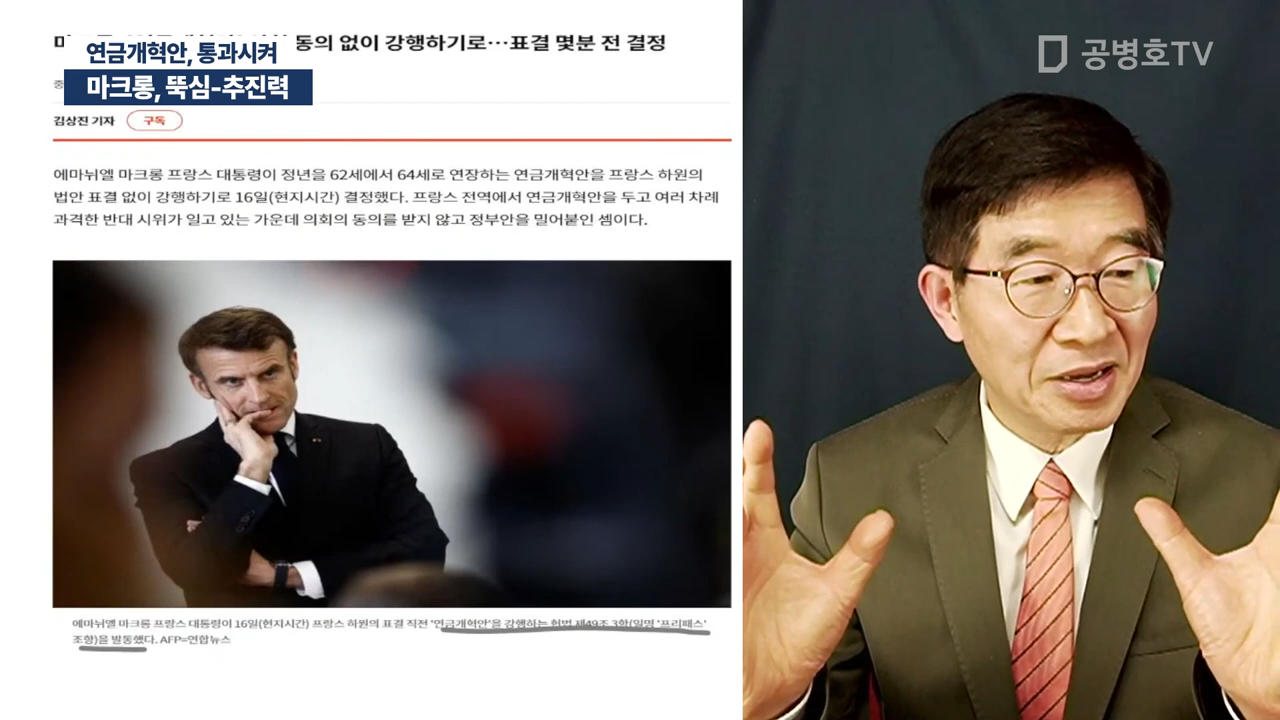 동의 없이 강행하기로…표결 몇분 전 결정
연금개혁안, 통과시켜
마크롱, 뚝심-추진력
공병호TV
김상진 기자 구독
에마뉘엘 마크롱 프랑스 대통령이 정년을 62세에서 64세로 연장하는 연금개혁안을 프랑스 하원의
법안 표결 없이 강행하기로 16일(현지시간) 결정했다. 프랑스 전역에서 연금개혁안을 두고 여러 차례
과격한 반대 시위가 일고 있는 가운데 의회의 동의를 받지 않고 정부안을 밀어붙인 셈이다.
에마뉘엘 마크롱 프랑스 대통령이 16일(현지시간) 프랑스 하원의 표결 직전 '연금개혁안'을 강행하는 헌법 제49조 3항(일명 '프리패스'
조항)을 발동했다. AFP=연합뉴스